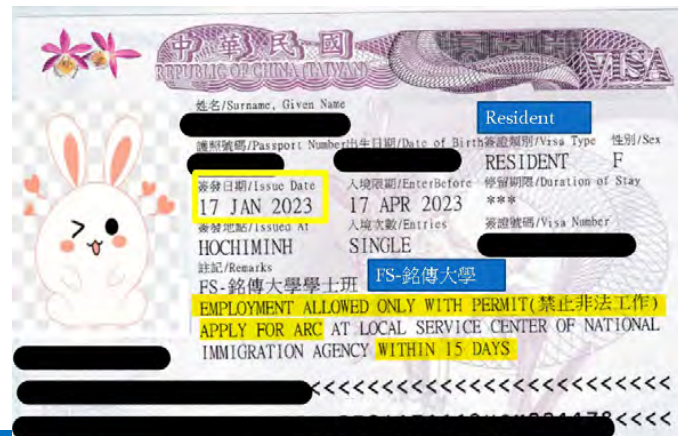 中華民國
REPUBLIC OF CHINA (TAIWAN)
VISA
姓名/Surname, Given Name
Resident
護照號碼/Passport Number 出生日期/Date of Birth 簽證類別/Visa Type 性別/Sex
RESIDENT F
簽發日期/Issue Date 入境限期/EnterBefore 停留期限/Duration of Stay
17 JAN 2023 17 APR 2023 ***
簽發地點/Issued At 入境次數/Entries 簽證號碼/Visa Number
HOCHIMINH SINGLE
註記/Remarks
FS-銘傳大學學士班 FS-銘傳大學
EMPLOYMENT ALLOWED ONLY WITH PERMIT(禁止非法工作)
APPLY FOR ARC AT LOCAL SERVICE CENTER OF NATIONAL
IMMIGRATION AGENCY WITHIN 15 DAYS
<<<<<<<<<<<<<<<<<<<<<<<<<
<<<<